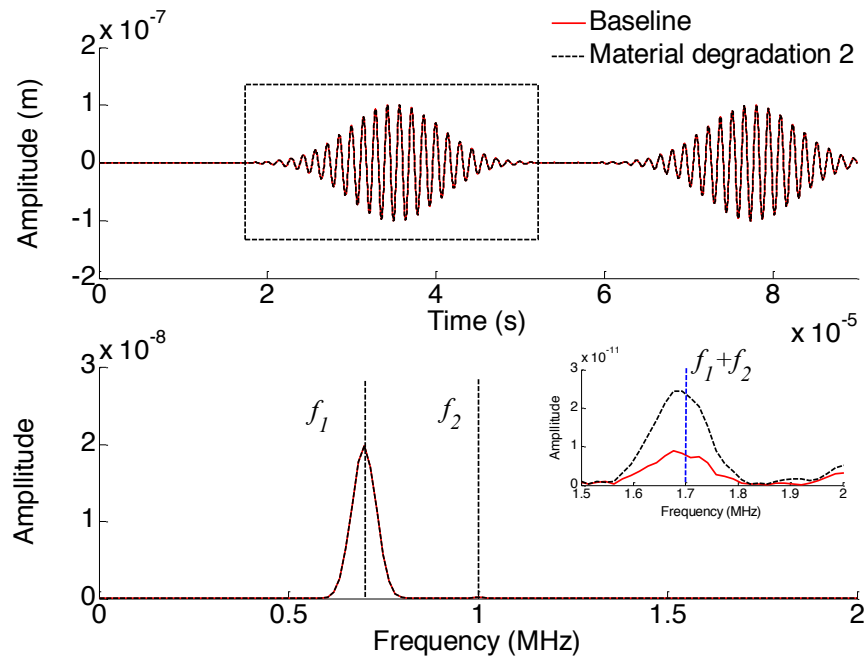 x 10-7
Baseline
Material degradation 2
2
1
0
-1
-2
Amplitude (m)
0 2 4 6 8
Time (s)
x 10-5
x 10-8
3
2
1
0
Ampllitude
f1
f2
0 0.5 1 1.5 2
Frequency (MHz)
x 10-11
f1+f2
3
2
1
0
Ampllitude
1.5 1.6 1.7 1.8 1.9 2
Frequency (MHz)